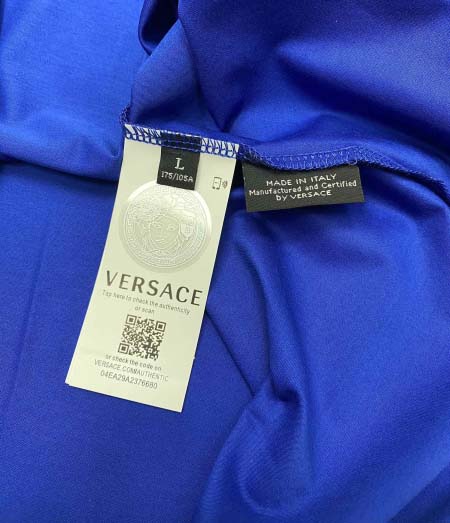 L
175/105A
VERSACE
Tap here to check the authenticity
or scan
or check the code on
VERSACE.COM/AUTHENTIC
04EA29A2376680
MADE IN ITALY
Manufactured and Certified
by VERSACE